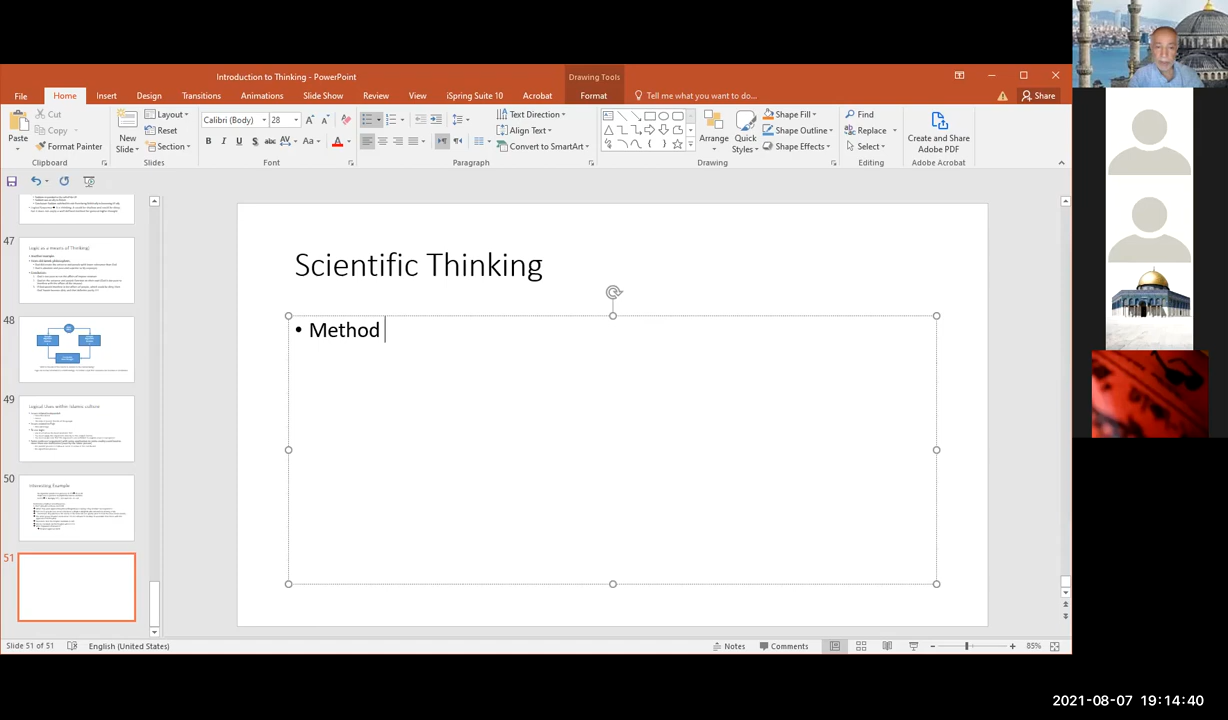 Introduction to Thinking - PowerPoint
Drawing Tools
File Home Insert Design Transitions Animations Slide Show Review View iSpring Suite 10 Acrobat Format Tell me what you want to do... Share
Paste
Cut
Copy
Format Painter
Clipboard
New Slide
Layout
Reset
Section
Slides
Calibri (Body) 28
B I U S abc AV Aa A
Font
Text Direction
Align Text
Convert to SmartArt
Paragraph
Arrange
Quick Styles
Shape Fill
Shape Outline
Shape Effects
Drawing
Find
Replace
Select
Editing
Create and Share Adobe PDF
Adobe Acrobat
47
Logic as a means of Thinking
48
49
Logical Uses within Islamic culture
50
Interesting Example
51
Scientific Thinking
• Method
Slide 51 of 51 English (United States) Notes Comments 85%
2021-08-07 19:14:40